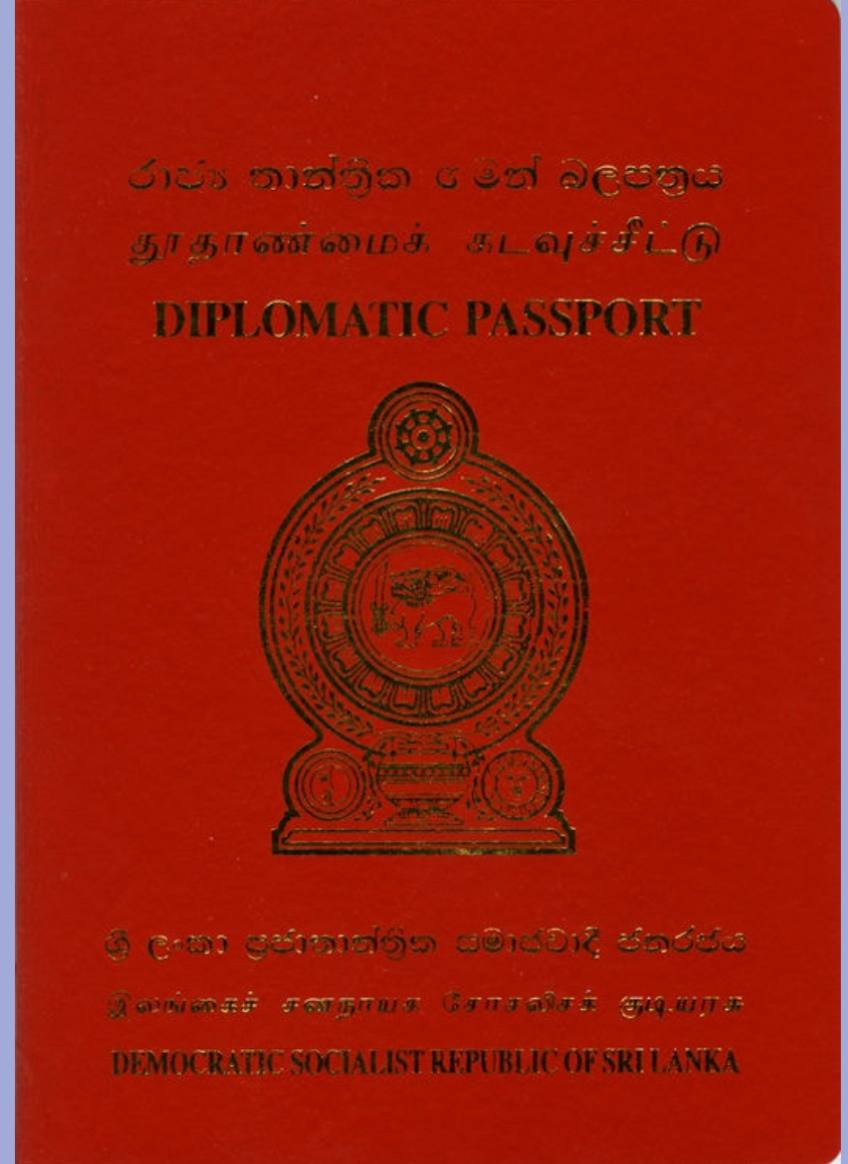 රාජ්‍ය තාන්ත්‍රික ගමන් බලපත්‍රය
தூதாண்மைக் கடவுச்சீட்டு
DIPLOMATIC PASSPORT
ශ්‍රී ලංකා ප්‍රජාතාන්ත්‍රික සමාජවාදී ජනරජය
இலங்கைச் சனநாயக சோசலிசக் குடியரசு
DEMOCRATIC SOCIALIST REPUBLIC OF SRI LANKA